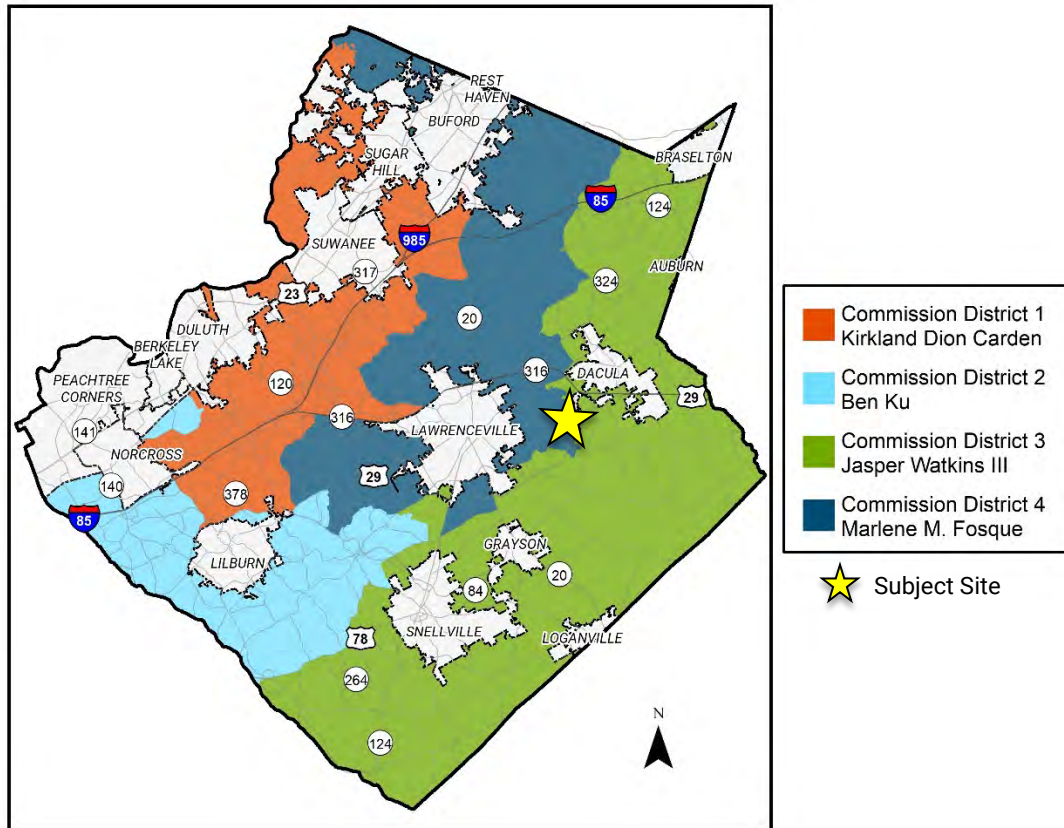 REST
HAVEN
BUFORD
BRASELTON
SUGAR
HILL
85
124
SUWANEE
985
AUBURN
317
324
23
20
DULUTH
BERKELEY
LAKE
DACULA
316
120
29
PEACHTREE
CORNERS
316
LAWRENCEVILLE
141
NORCROSS
29
140
378
85
GRAYSON
LILBURN
20
84
SNELLVILLE
LOGANVILLE
78
264
N
124
Commission District 1
Kirkland Dion Carden
Commission District 2
Ben Ku
Commission District 3
Jasper Watkins III
Commission District 4
Marlene M. Fosque
Subject Site